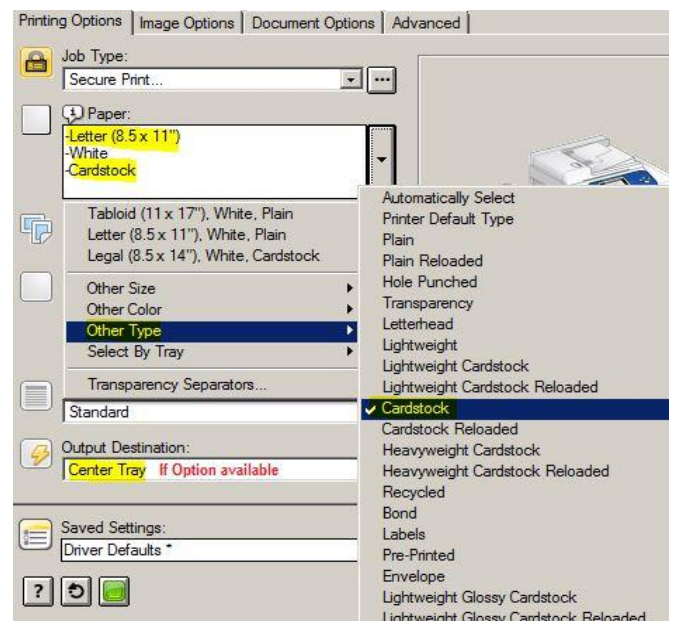 Printing Options Image Options Document Options Advanced
Job Type:
Secure Print...
Paper:
-Letter (8.5 x 11")
-White
-Cardstock
Tabloid (11 x 17"), White, Plain
Letter (8.5 x 11"), White, Plain
Legal (8.5 x 14"), White, Cardstock
Other Size
Other Color
Other Type
Select By Tray
Transparency Separators...
Standard
Output Destination:
Center Tray If Option available
Saved Settings:
Driver Defaults *
?
Automatically Select
Printer Default Type
Plain
Plain Reloaded
Hole Punched
Transparency
Letterhead
Lightweight
Lightweight Cardstock
Lightweight Cardstock Reloaded
Cardstock
Cardstock Reloaded
Heavyweight Cardstock
Heavyweight Cardstock Reloaded
Recycled
Bond
Labels
Pre-Printed
Envelope
Lightweight Glossy Cardstock
Lightweight Glossy Cardstock Reloaded